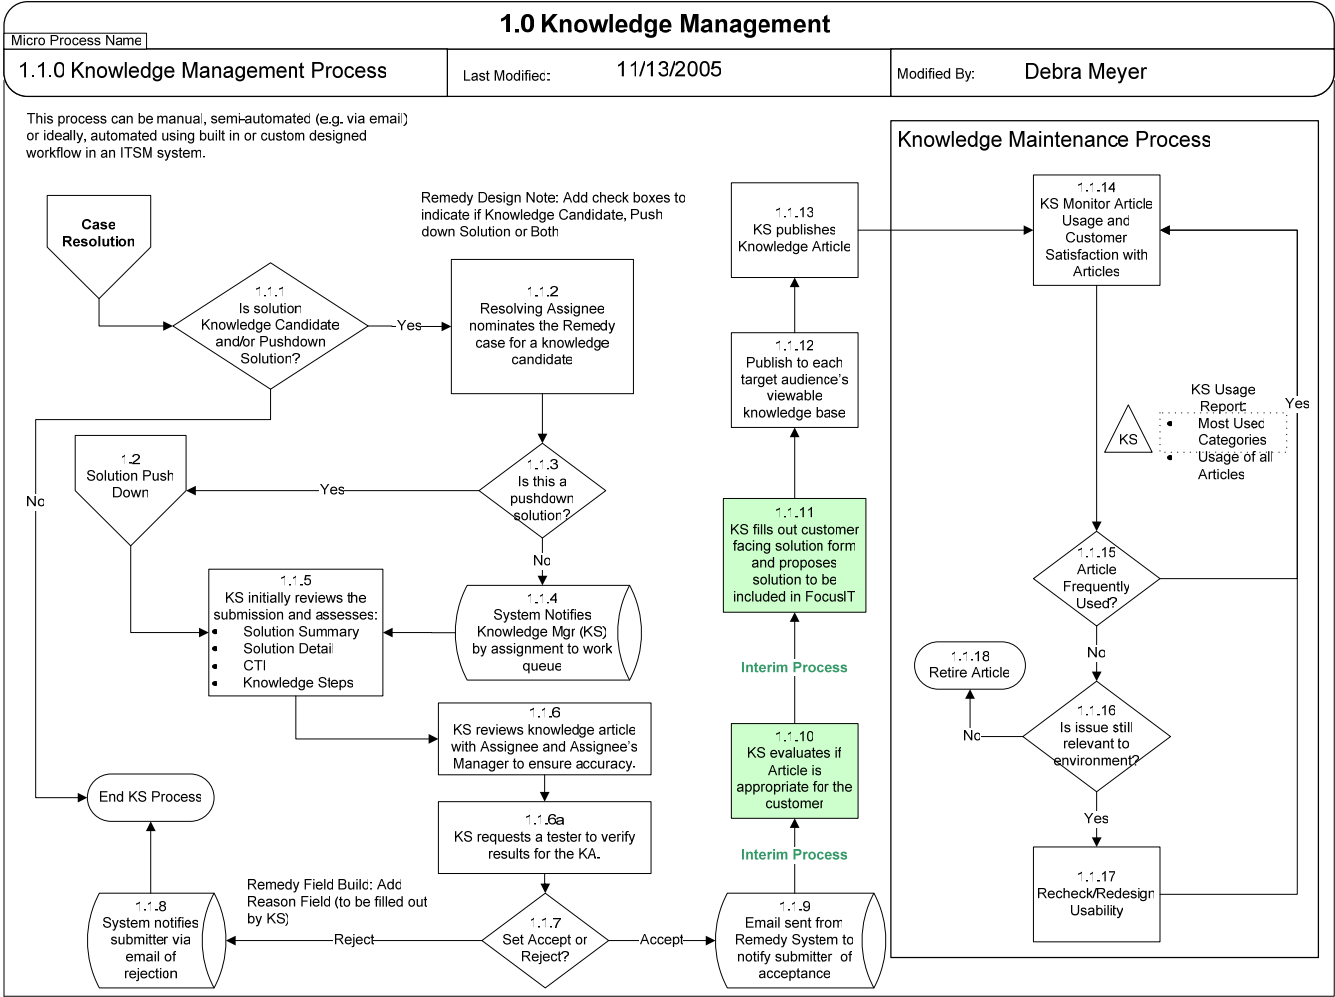 1.0 Knowledge Management
Micro Process Name
1.1.0 Knowledge Management Process
Last Modified:
11/13/2005
Modified By:
Debra Meyer
This process can be manual, semi-automated (e.g. via email)
or ideally, automated using built in or custom designed
workflow in an ITSM system.
Case
Resolution
1.1.1
Is solution
Knowledge Candidate
and/or Pushdown
Solution?
Yes
No
Remedy Design Note: Add check boxes to
indicate if Knowledge Candidate, Push
down Solution or Both
1.1.2
Resolving Assignee
nominates the Remedy
case for a knowledge
candidate
1.1.3
Is this a
pushdown
solution?
Yes
No
1.2
Solution Push
Down
1.1.4
System Notifies
Knowledge Mgr (KS)
by assignment to work
queue
1.1.5
KS initially reviews the
submission and assesses:
• Solution Summary
• Solution Detail
• CTI
• Knowledge Steps
1.1.6
KS reviews knowledge article
with Assignee and Assignee's
Manager to ensure accuracy.
1.1.6a
KS requests a tester to verify
results for the KA.
1.1.7
Set Accept or
Reject?
Reject
Accept
Remedy Field Build: Add
Reason Field (to be filled out
by KS)
1.1.8
System notifies
submitter via
email of
rejection
End KS Process
1.1.9
Email sent from
Remedy System to
notify submitter of
acceptance
Interim Process
1.1.10
KS evaluates if
Article is
appropriate for the
customer
Interim Process
1.1.11
KS fills out customer
facing solution form
and proposes
solution to be
included in FocusIT
1.1.12
Publish to each
target audience's
viewable
knowledge base
1.1.13
KS publishes
Knowledge Article
Knowledge Maintenance Process
1.1.14
KS Monitor Article
Usage and
Customer
Satisfaction with
Articles
KS
KS Usage
Report:
• Most Used
Categories
• Usage of all
Articles
Yes
1.1.15
Article
Frequently
Used?
No
1.1.16
Is issue still
relevant to
environment?
No
1.1.18
Retire Article
Yes
1.1.17
Recheck/Redesign
Usability